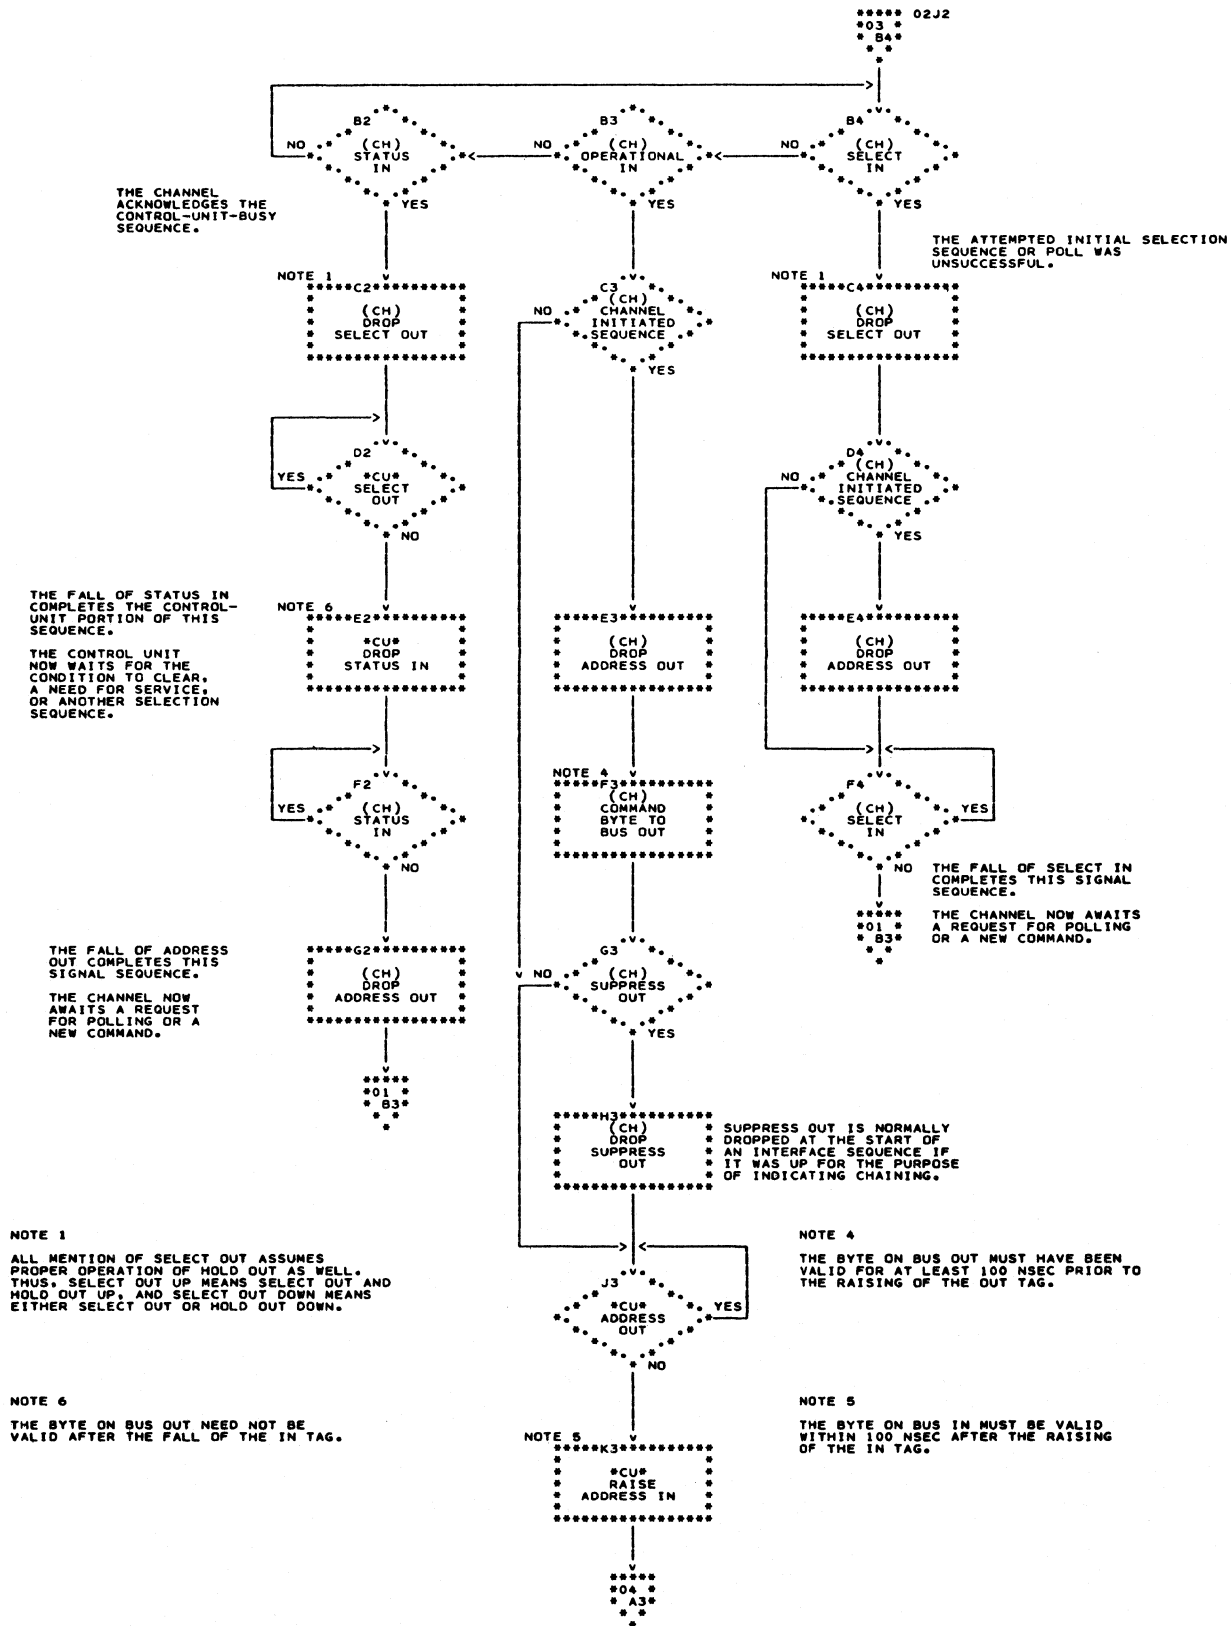 02J2
03
B4
B2
(CH)
STATUS
IN
NO
YES
B3
(CH)
OPERATIONAL
IN
NO
YES
B4
(CH)
SELECT
IN
NO
YES
THE CHANNEL
ACKNOWLEDGES THE
CONTROL-UNIT-BUSY
SEQUENCE.
THE ATTEMPTED INITIAL SELECTION
SEQUENCE OR POLL WAS
UNSUCCESSFUL.
NOTE 1
C2
(CH)
DROP
SELECT OUT
C3
(CH)
CHANNEL
INITIATED
SEQUENCE
NO
YES
NOTE 1
C4
(CH)
DROP
SELECT OUT
D2
*CU*
SELECT
OUT
YES
NO
D4
(CH)
CHANNEL
INITIATED
SEQUENCE
NO
YES
THE FALL OF STATUS IN
COMPLETES THE CONTROL-
UNIT PORTION OF THIS
SEQUENCE.
THE CONTROL UNIT
NOW WAITS FOR THE
CONDITION TO CLEAR,
A NEED FOR SERVICE,
OR ANOTHER SELECTION
SEQUENCE.
NOTE 6
E2
*CU*
DROP
STATUS IN
E3
(CH)
DROP
ADDRESS OUT
E4
(CH)
DROP
ADDRESS OUT
F2
(CH)
STATUS
IN
YES
NO
NOTE 4
F3
(CH)
COMMAND
BYTE TO
BUS OUT
F4
(CH)
SELECT
IN
YES
NO
THE FALL OF SELECT IN
COMPLETES THIS SIGNAL
SEQUENCE.
THE CHANNEL NOW AWAITS
A REQUEST FOR POLLING
OR A NEW COMMAND.
01
B3
THE FALL OF ADDRESS
OUT COMPLETES THIS
SIGNAL SEQUENCE.
THE CHANNEL NOW
AWAITS A REQUEST
FOR POLLING OR A
NEW COMMAND.
G2
(CH)
DROP
ADDRESS OUT
G3
(CH)
SUPPRESS
OUT
NO
YES
01
B3
H3
(CH)
DROP
SUPPRESS
OUT
SUPPRESS OUT IS NORMALLY
DROPPED AT THE START OF
AN INTERFACE SEQUENCE IF
IT WAS UP FOR THE PURPOSE
OF INDICATING CHAINING.
NOTE 1
ALL MENTION OF SELECT OUT ASSUMES
PROPER OPERATION OF HOLD OUT AS WELL.
THUS, SELECT OUT UP MEANS SELECT OUT AND
HOLD OUT UP, AND SELECT OUT DOWN MEANS
EITHER SELECT OUT OR HOLD OUT DOWN.
NOTE 4
THE BYTE ON BUS OUT MUST HAVE BEEN
VALID FOR AT LEAST 100 NSEC PRIOR TO
THE RAISING OF THE OUT TAG.
J3
*CU*
ADDRESS
OUT
YES
NO
NOTE 6
THE BYTE ON BUS OUT NEED NOT BE
VALID AFTER THE FALL OF THE IN TAG.
NOTE 5
THE BYTE ON BUS IN MUST BE VALID
WITHIN 100 NSEC AFTER THE RAISING
OF THE IN TAG.
NOTE 5
K3
*CU*
RAISE
ADDRESS IN
04
A3